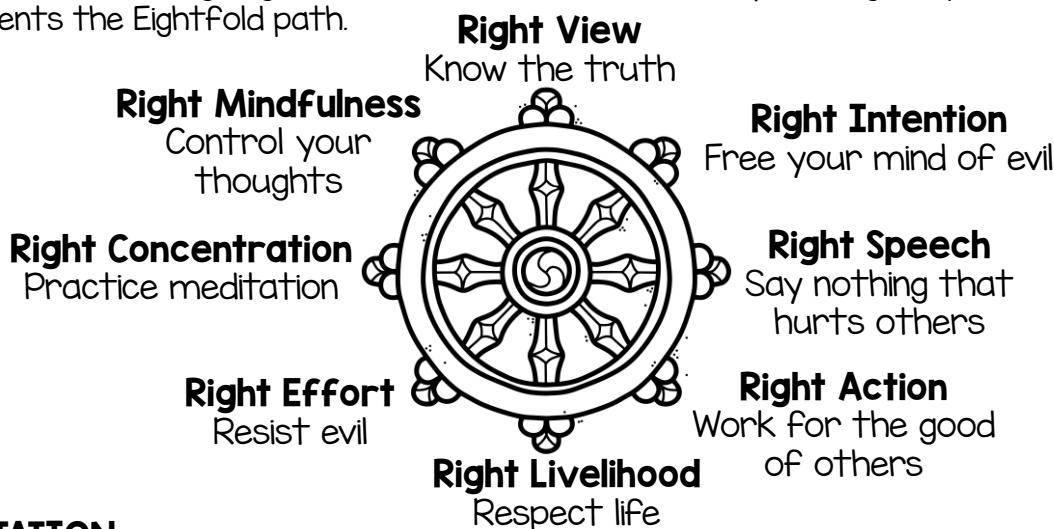 the Eightfold path.
Right View
Know the truth
Right Intention
Free your mind of evil
Right Speech
Say nothing that
hurts others
Right Action
Work for the good
of others
Right Livelihood
Respect life
Right Effort
Resist evil
Right Concentration
Practice meditation
Right Mindfulness
Control your
thoughts